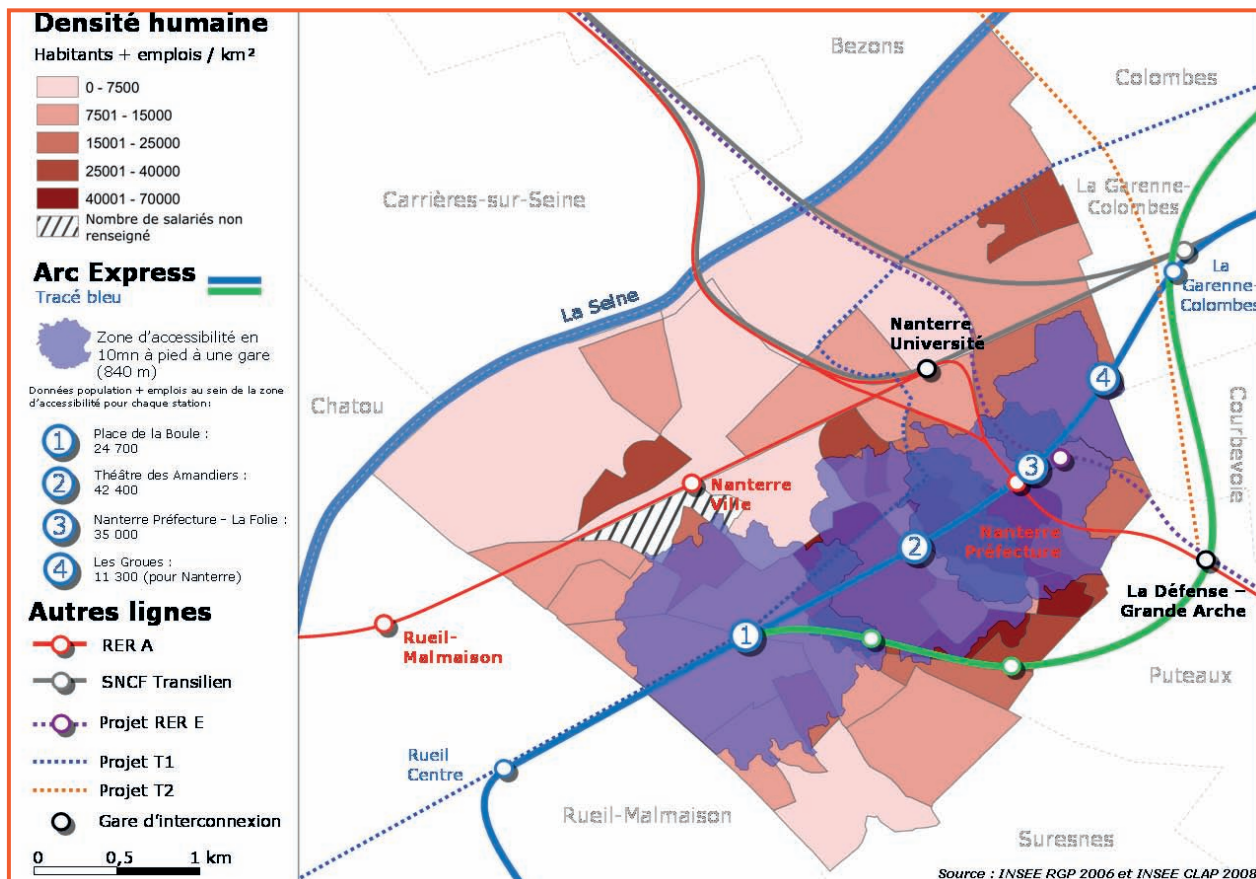 Densité humaine
Habitants + emplois / km²
0 - 7500
7501 - 15000
15001 - 25000
25001 - 40000
40001 - 70000
Nombre de salariés non
renseigné
Arc Express
Tracé bleu
Zone d'accessibilité en
10mn à pied à une gare
(840 m)
Données population + emplois au sein de la zone
d'accessibilité pour chaque station:
1
Place de la Boule :
24 700
2
Théâtre des Amandiers :
42 400
3
Nanterre Préfecture - La Folie :
35 000
4
Les Groues :
11 300 (pour Nanterre)
Autres lignes
RER A
SNCF Transilien
Projet RER E
Projet T1
Projet T2
Gare d'interconnexion
0 0,5 1 km
Bezons
Colombes
Carrières-sur-Seine
La Garenne-
Colombes
La
Garenne-
Colombes
La Seine
Nanterre
Université
Chatou
4
Courbevoie
3
Nanterre
Ville
Nanterre
Préfecture
2
La Défense –
Grande Arche
1
Rueil-
Malmaison
Puteaux
Rueil
Centre
Rueil-Malmaison
Suresnes
Source : INSEE RGP 2006 et INSEE CLAP 2008